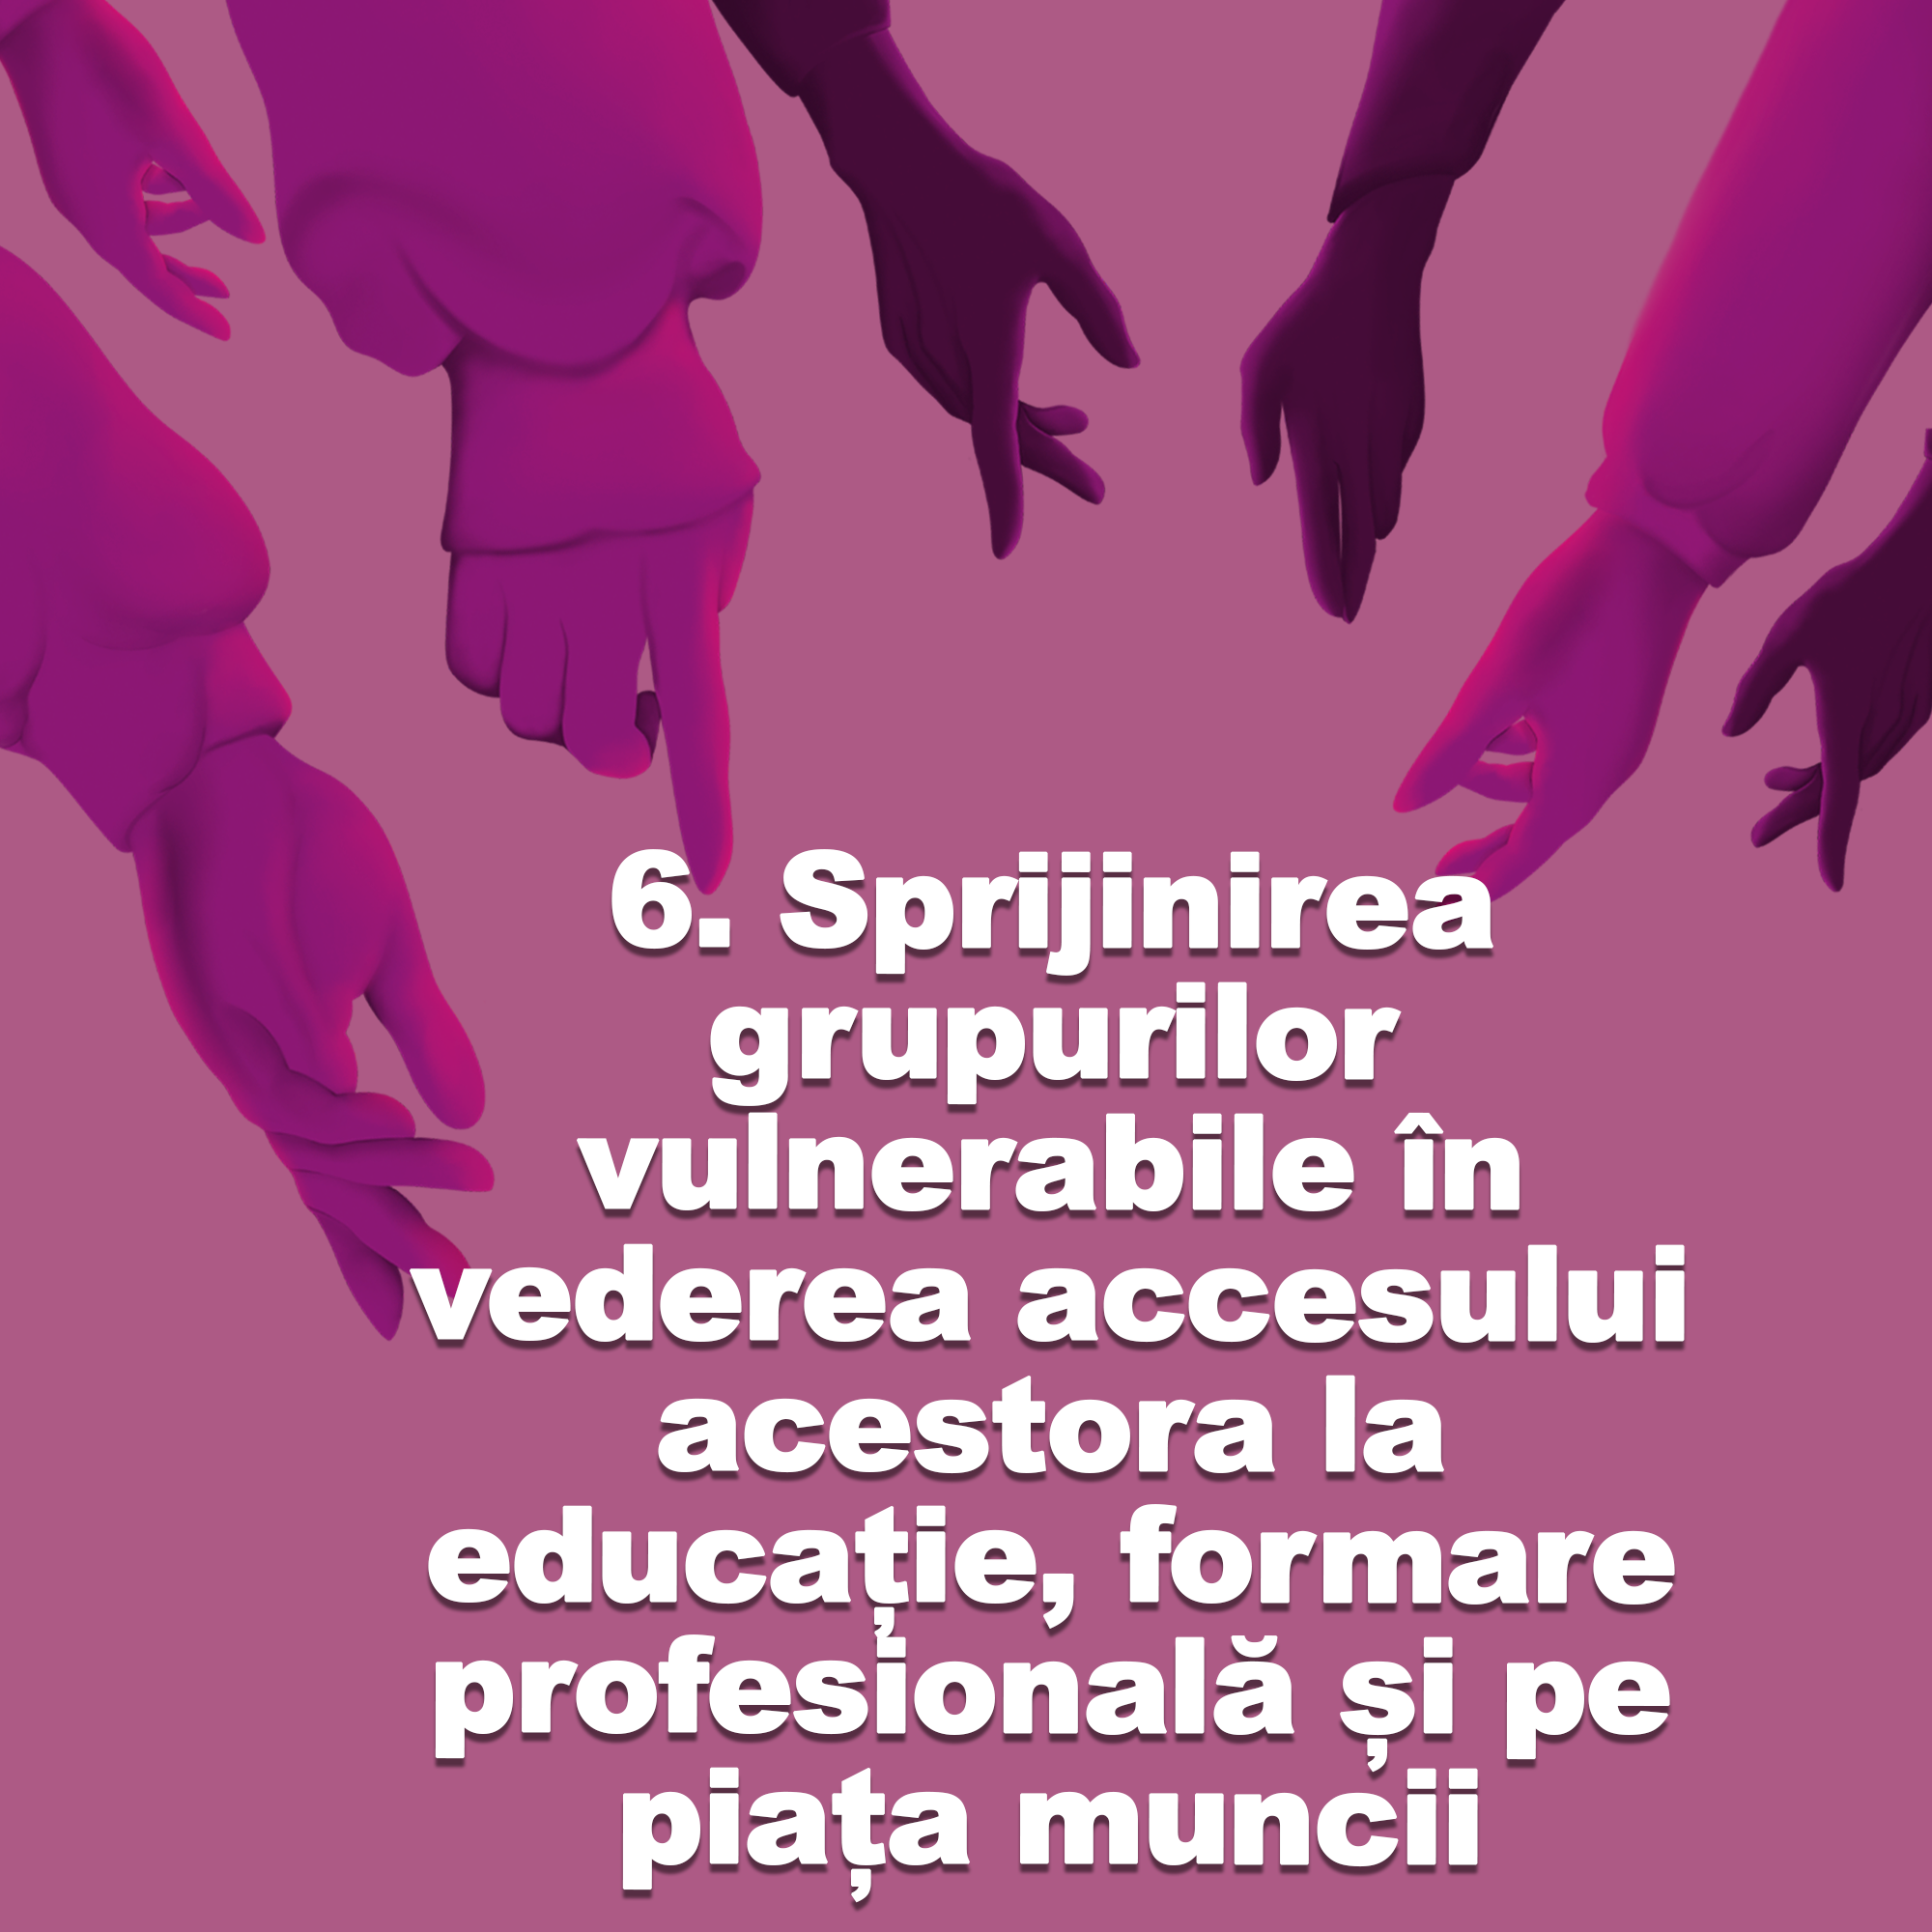 6. Sprijinirea
grupurilor
vulnerabile în
vederea accesului
acestora la
educație, formare
profesională și pe
piața muncii